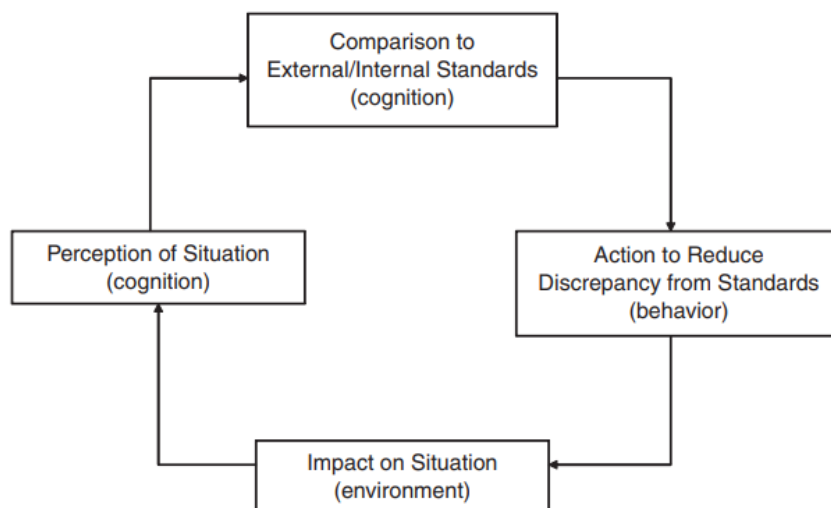 Comparison to
External/Internal Standards
(cognition)
Perception of Situation
(cognition)
Action to Reduce
Discrepancy from Standards
(behavior)
Impact on Situation
(environment)